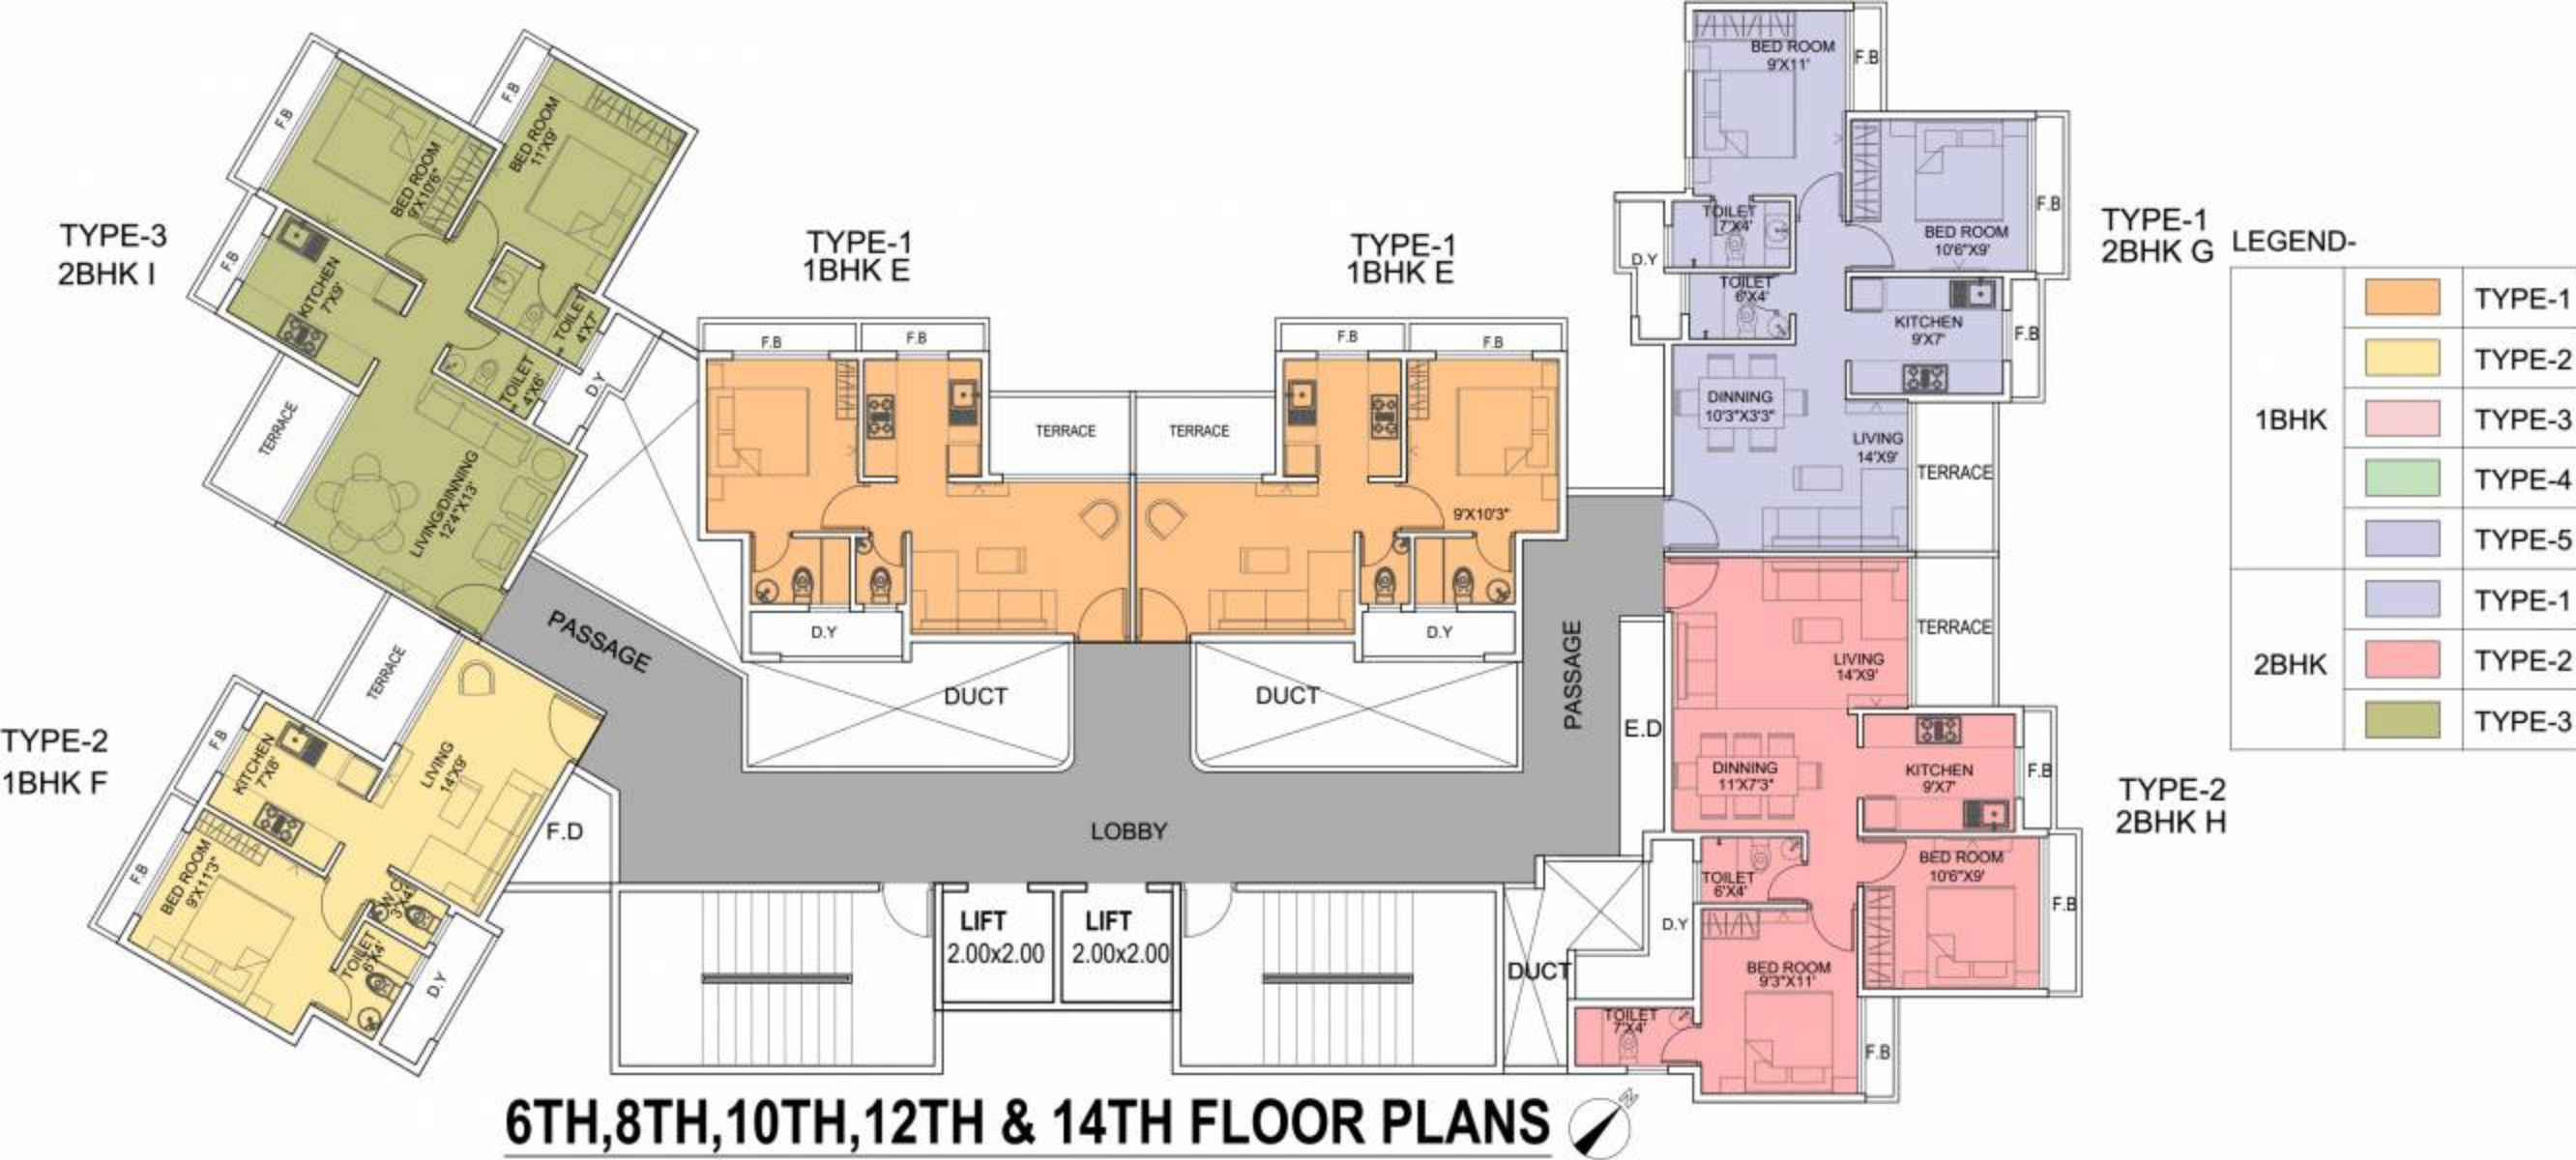 TYPE-3
2BHK I
F.B
BED ROOM
9'X10'6"
F.B
BED ROOM
11'X9'
F.B
KITCHEN
7'X9'
TOILET
4'X7'
TOILET
4'X6'
D.Y
TERRACE
LIVING/DINNING
12'4"X13'
TYPE-2
1BHK F
TERRACE
F.B
KITCHEN
7'X8'
LIVING
14'X9'
F.B
BED ROOM
9'X11'3"
3'X4'
TOILET
6'X4'
D.Y
F.D
PASSAGE
TYPE-1
1BHK E
F.B
F.B
TERRACE
D.Y
DUCT
TYPE-1
1BHK E
F.B
F.B
TERRACE
9'X10'3"
D.Y
DUCT
LOBBY
PASSAGE
LIFT
2.00x2.00
LIFT
2.00x2.00
DUCT
E.D
TYPE-1
2BHK G
BED ROOM
9'X11'
F.B
BED ROOM
10'6"X9'
F.B
TOILET
7'X4'
D.Y
TOILET
6'X4'
KITCHEN
9'X7'
F.B
DINNING
10'3"X3'3"
LIVING
14'X9'
TERRACE
TYPE-2
2BHK H
TERRACE
LIVING
14'X9'
DINNING
11'X7'3"
KITCHEN
9'X7'
F.B
TOILET
6'X4'
BED ROOM
10'6"X9'
F.B
D.Y
BED ROOM
9'3"X11'
TOILET
7'X4'
F.B
LEGEND-
1BHK
TYPE-1
TYPE-2
TYPE-3
TYPE-4
TYPE-5
2BHK
TYPE-1
TYPE-2
TYPE-3
6TH,8TH,10TH,12TH & 14TH FLOOR PLANS
N